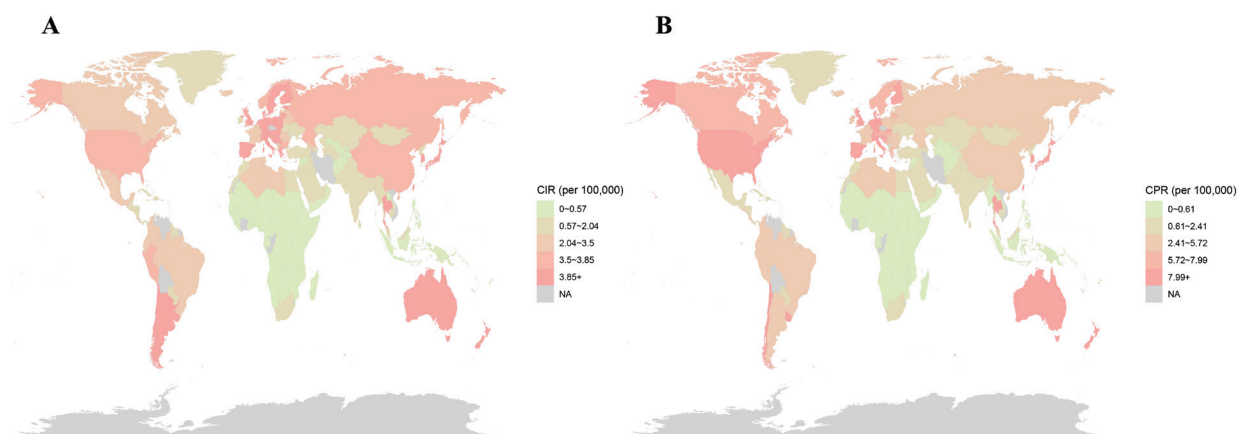 A
B
CIR (per 100,000)
0~0.57
0.57~2.04
2.04~3.5
3.5~3.85
3.85+
NA
CPR (per 100,000)
0~0.61
0.61~2.41
2.41~5.72
5.72~7.99
7.99+
NA